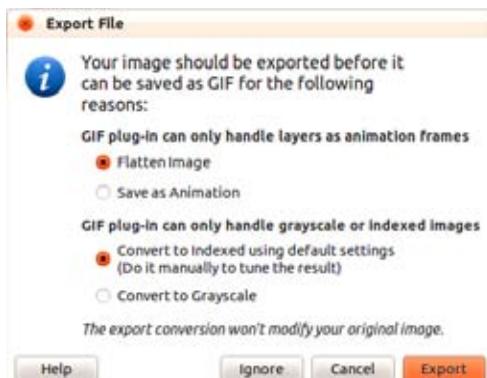 Export File
Your image should be exported before it
can be saved as GIF for the following
reasons:
GIF plug-in can only handle layers as animation frames
Flatten Image
Save as Animation
GIF plug-in can only handle grayscale or indexed images
Convert to Indexed using default settings
(Do it manually to tune the result)
Convert to Grayscale
The export conversion won't modify your original image.
Help Ignore Cancel Export